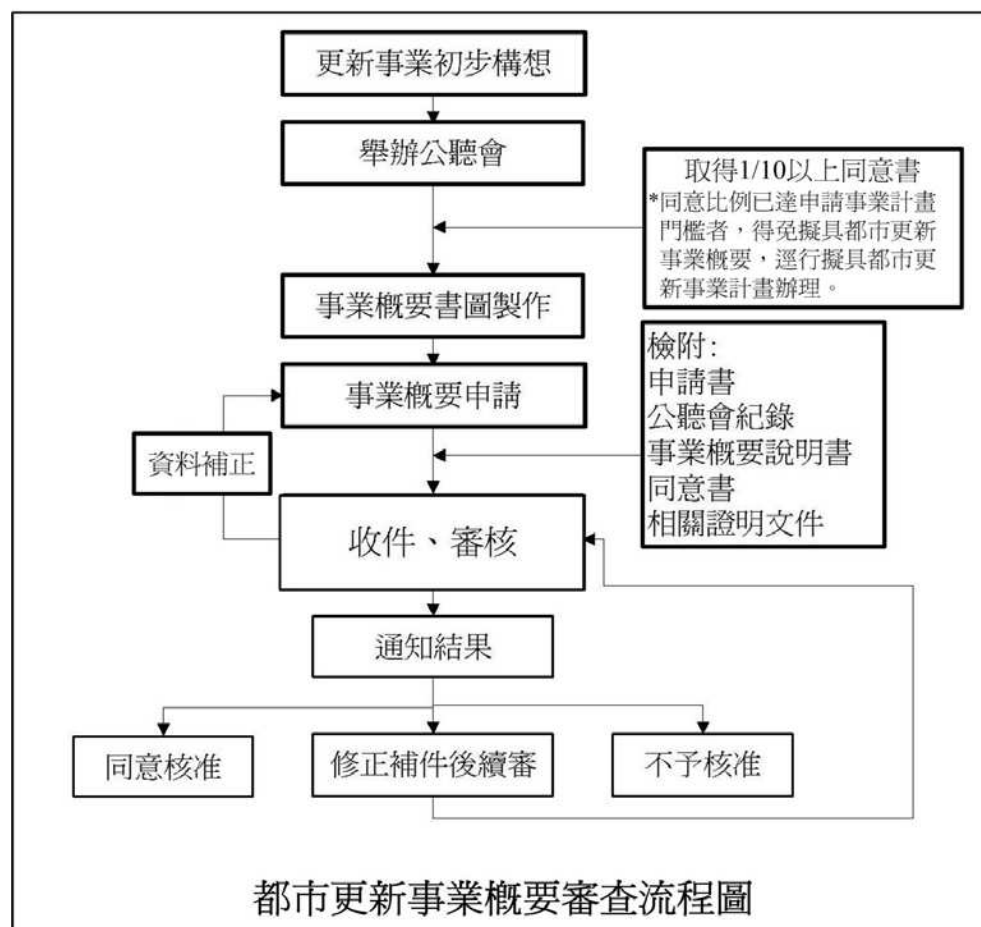 更新事業初步構想
舉辦公聽會
取得1/10以上同意書
*同意比例已達申請事業計畫
門檻者，得免擬具都市更新
事業概要，逕行擬具都市更
新事業計畫辦理。
事業概要書圖製作
事業概要申請
檢附:
申請書
公聽會紀錄
事業概要說明書
同意書
相關證明文件
資料補正
收件、審核
通知結果
同意核准
修正補件後續審
不予核准
都市更新事業概要審查流程圖